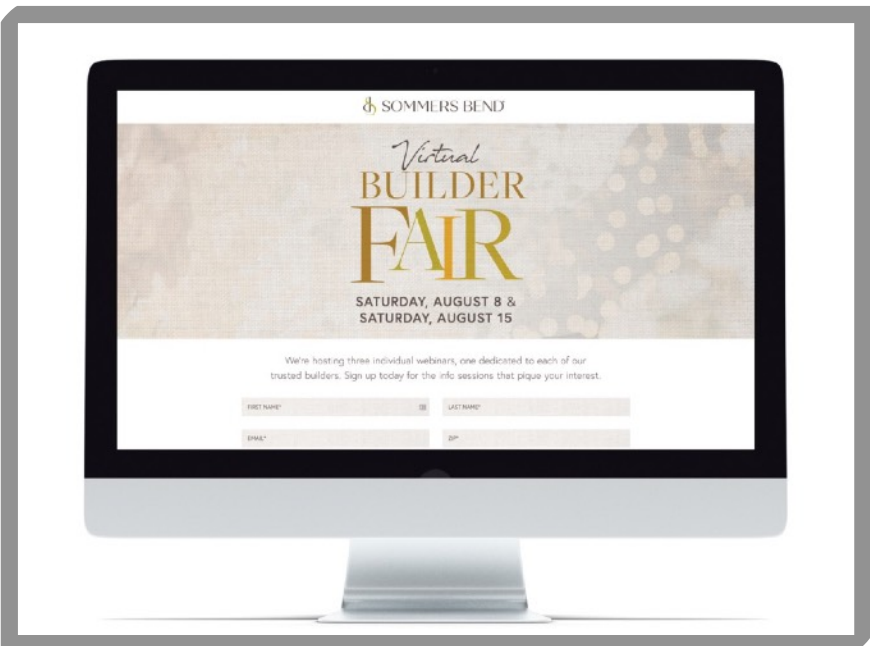 SOMMERS BEND
Virtual
BUILDER
FAIR
SATURDAY, AUGUST 8 &
SATURDAY, AUGUST 15
We're hosting three individual webinars, one dedicated to each of our
trusted builders. Sign up today for the info sessions that pique your interest.
FIRST NAME* LAST NAME*
EMAIL* ZIP*